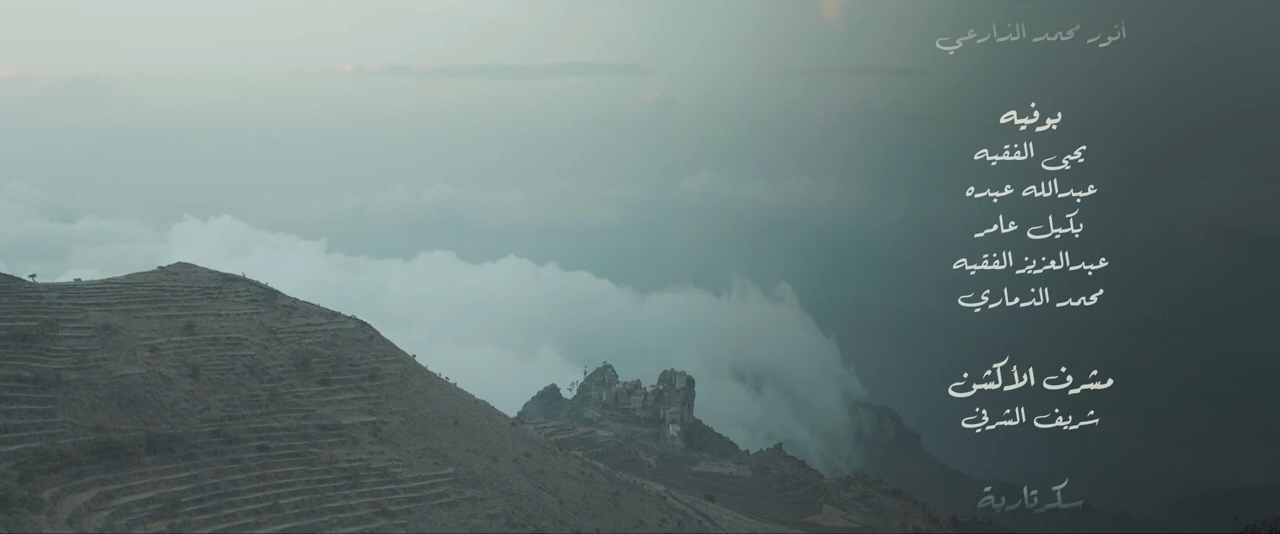 أنور محمد الذارعي
بوفيه
يحيى الفقيه
عبدالله عبده
بكيل عامر
عبدالعزيز الفقيه
محمد الذماري
مشرف الأكشن
شريف الشرفي
سكرتارية